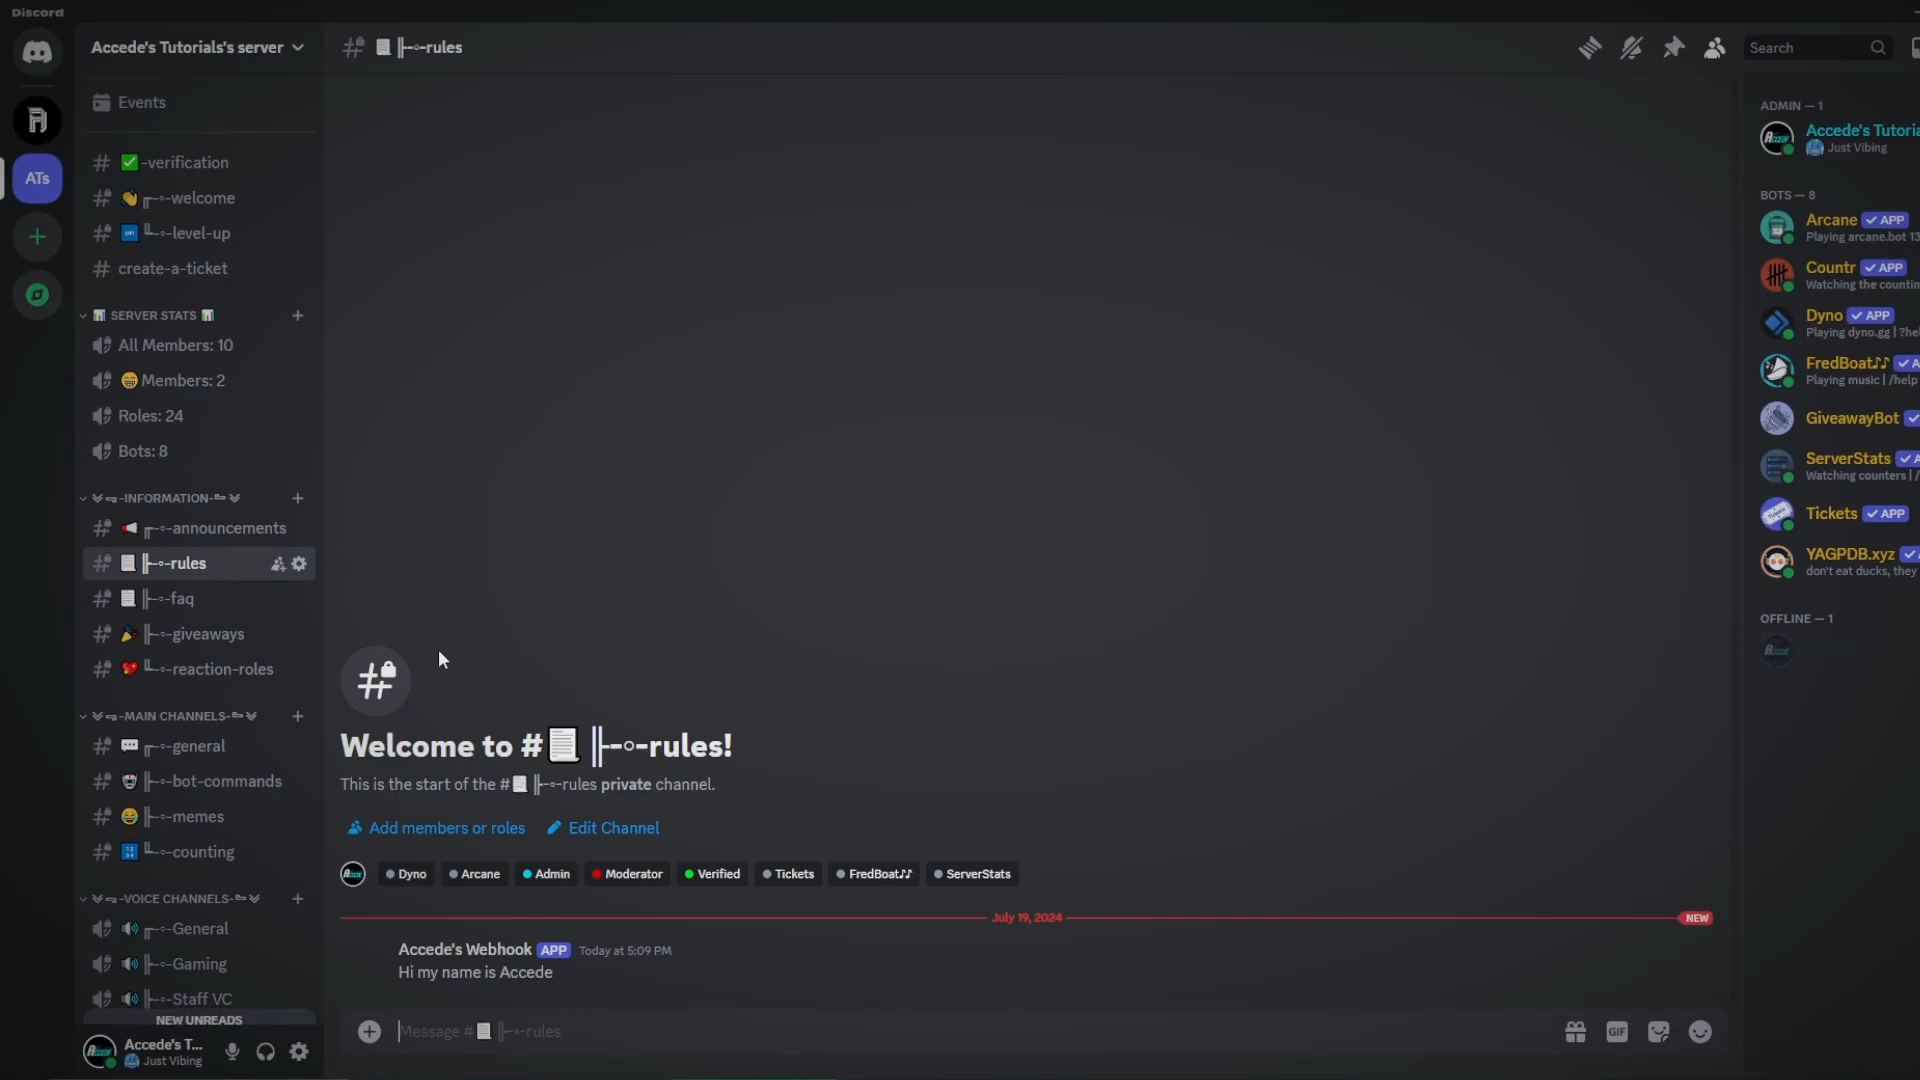 Discord
Accede's Tutorials's server
-rules
Search
Events
-verification
-welcome
-level-up
create-a-ticket
SERVER STATS
All Members: 10
Members: 2
Roles: 24
Bots: 8
-INFORMATION-
-announcements
-rules
-faq
-giveaways
-reaction-roles
-MAIN CHANNELS-
-general
-bot-commands
-memes
-counting
-VOICE CHANNELS-
-General
-Gaming
-Staff VC
NEW UNREADS
Accede's T...
Just Vibing
ATs
Welcome to # -rules!
This is the start of the # -rules private channel.
Add members or roles Edit Channel
Dyno Arcane Admin Moderator Verified Tickets FredBoat♪♪ ServerStats
July 19, 2024 NEW
Accede's Webhook APP Today at 5:09 PM
Hi my name is Accede
Message # -rules
GIF
ADMIN — 1
Accede's Tutoria
Just Vibing
BOTS — 8
Arcane APP
Playing arcane.bot 13
Countr APP
Watching the countin
Dyno APP
Playing dyno.gg | ?he
FredBoat♪♪ A
Playing music | /help
GiveawayBot
ServerStats A
Watching counters | /
Tickets APP
YAGPDB.xyz
don't eat ducks, they
OFFLINE — 1